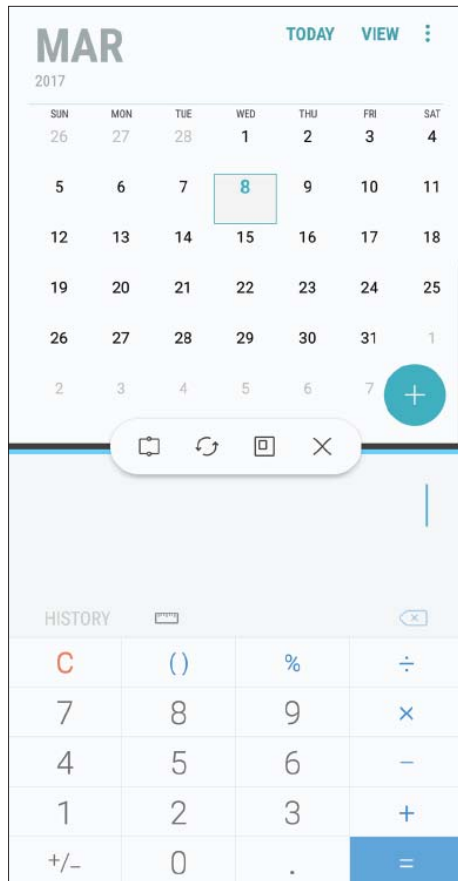 MAR TODAY VIEW
2017
SUN MON TUE WED THU FRI SAT
26 27 28 1 2 3 4
5 6 7 8 9 10 11
12 13 14 15 16 17 18
19 20 21 22 23 24 25
26 27 28 29 30 31 1
2 3 4 5 6 7 +
HISTORY
C ( ) % ÷
7 8 9 ×
4 5 6 −
1 2 3 +
+/− 0 . =